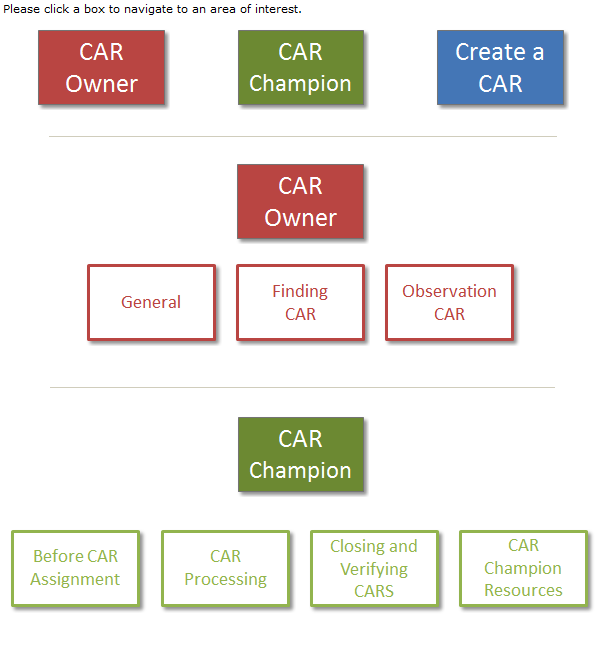 Please click a box to navigate to an area of interest.
CAR
Owner
CAR
Champion
Create a
CAR
CAR
Owner
General
Finding
CAR
Observation
CAR
CAR
Champion
Before CAR
Assignment
CAR
Processing
Closing and
Verifying
CARS
CAR
Champion
Resources